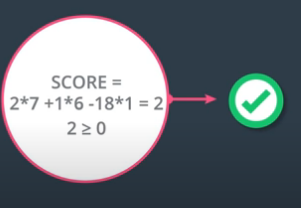 SCORE =
2*7 +1*6 -18*1 = 2
2 ≥ 0